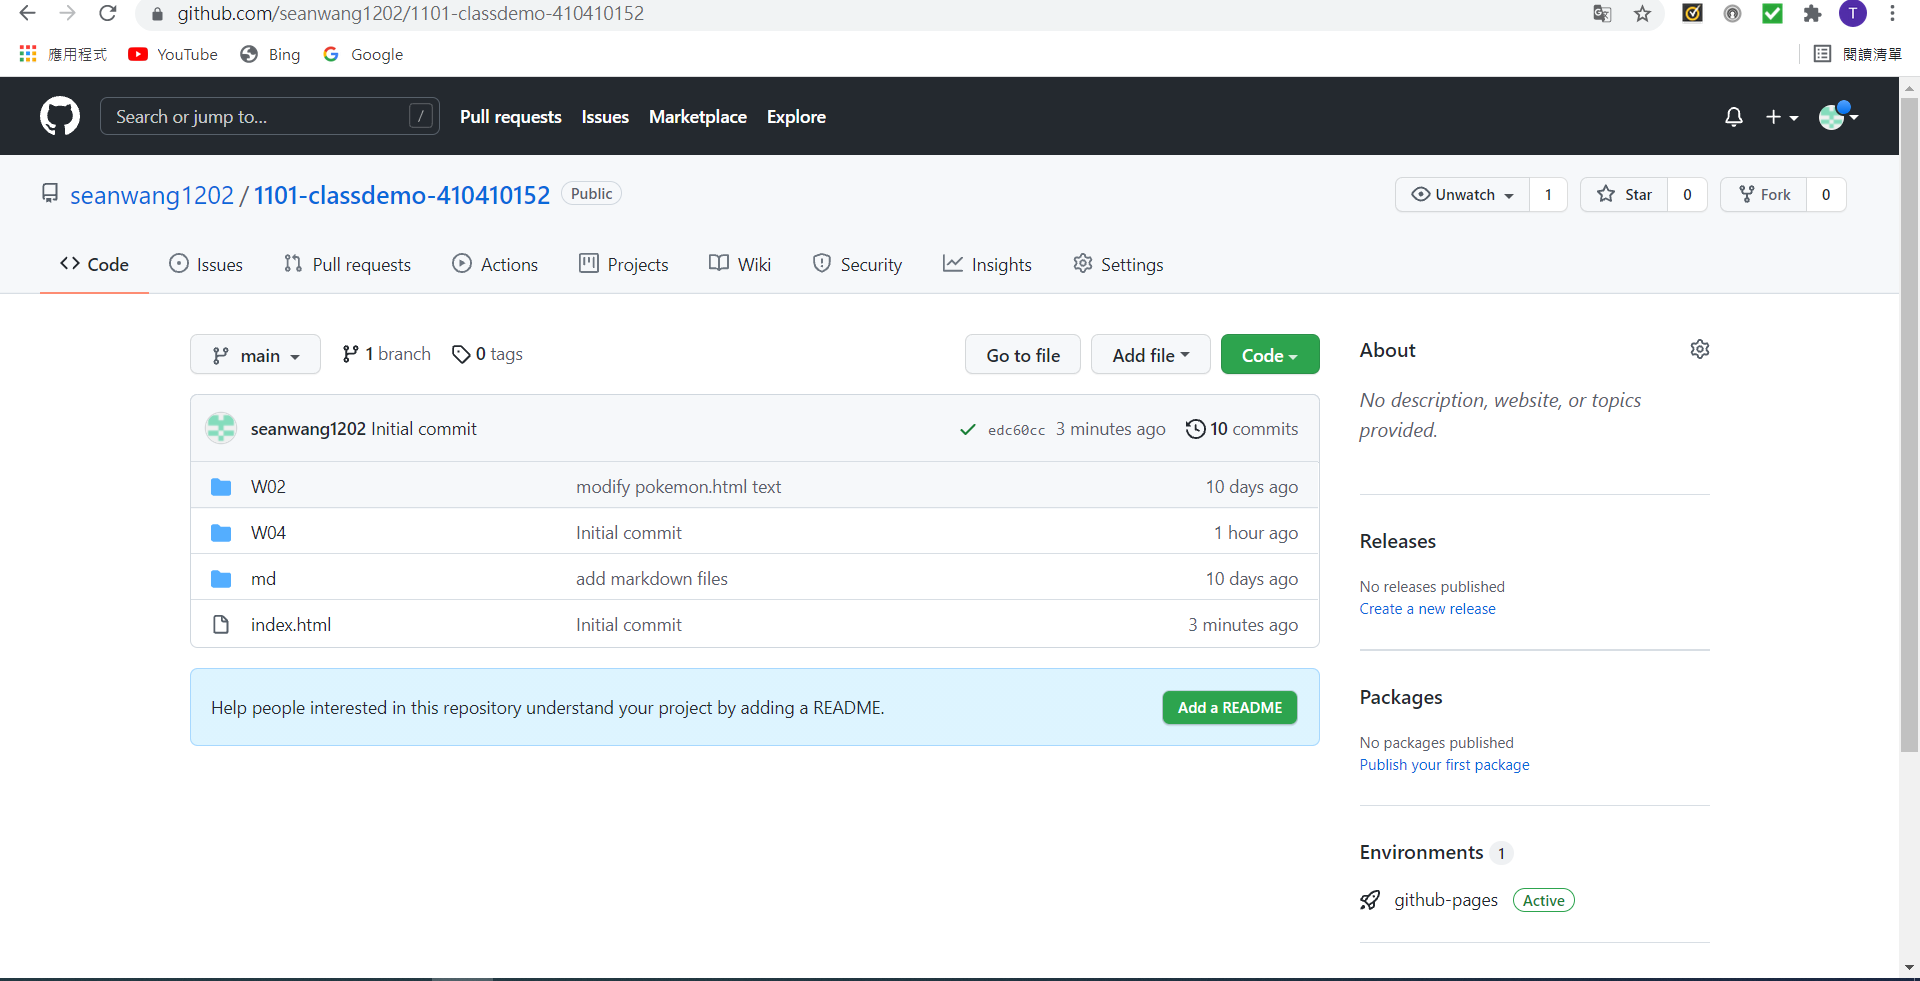 github.com/seanwang1202/1101-classdemo-410410152
T
應用程式 YouTube Bing Google 閱讀清單
Search or jump to... / Pull requests Issues Marketplace Explore
seanwang1202 / 1101-classdemo-410410152 Public Unwatch 1 Star 0 Fork 0
Code Issues Pull requests Actions Projects Wiki Security Insights Settings
main 1 branch 0 tags Go to file Add file Code
seanwang1202 Initial commit edc60cc 3 minutes ago 10 commits
W02 modify pokemon.html text 10 days ago
W04 Initial commit 1 hour ago
md add markdown files 10 days ago
index.html Initial commit 3 minutes ago
Help people interested in this repository understand your project by adding a README. Add a README
About
No description, website, or topics
provided.
Releases
No releases published
Create a new release
Packages
No packages published
Publish your first package
Environments 1
github-pages Active